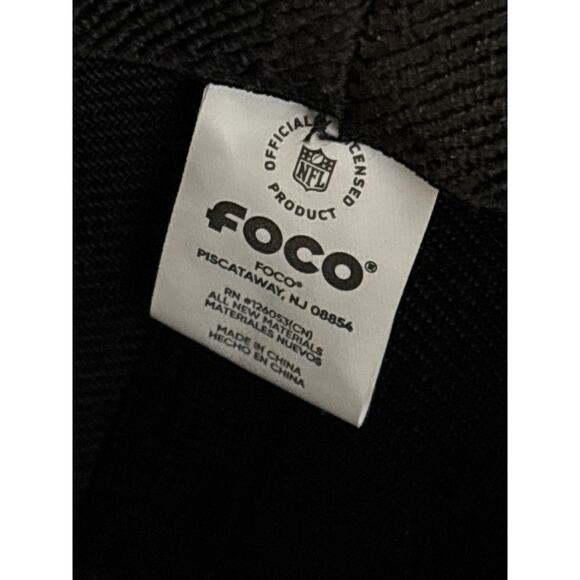 OFFICIALLY LICENSED
NFL
PRODUCT
FOCO®
FOCO®
PISCATAWAY, NJ 08854
RN #126053(CN)
ALL NEW MATERIALS
MATERIALES NUEVOS
MADE IN CHINA
HECHO EN CHINA